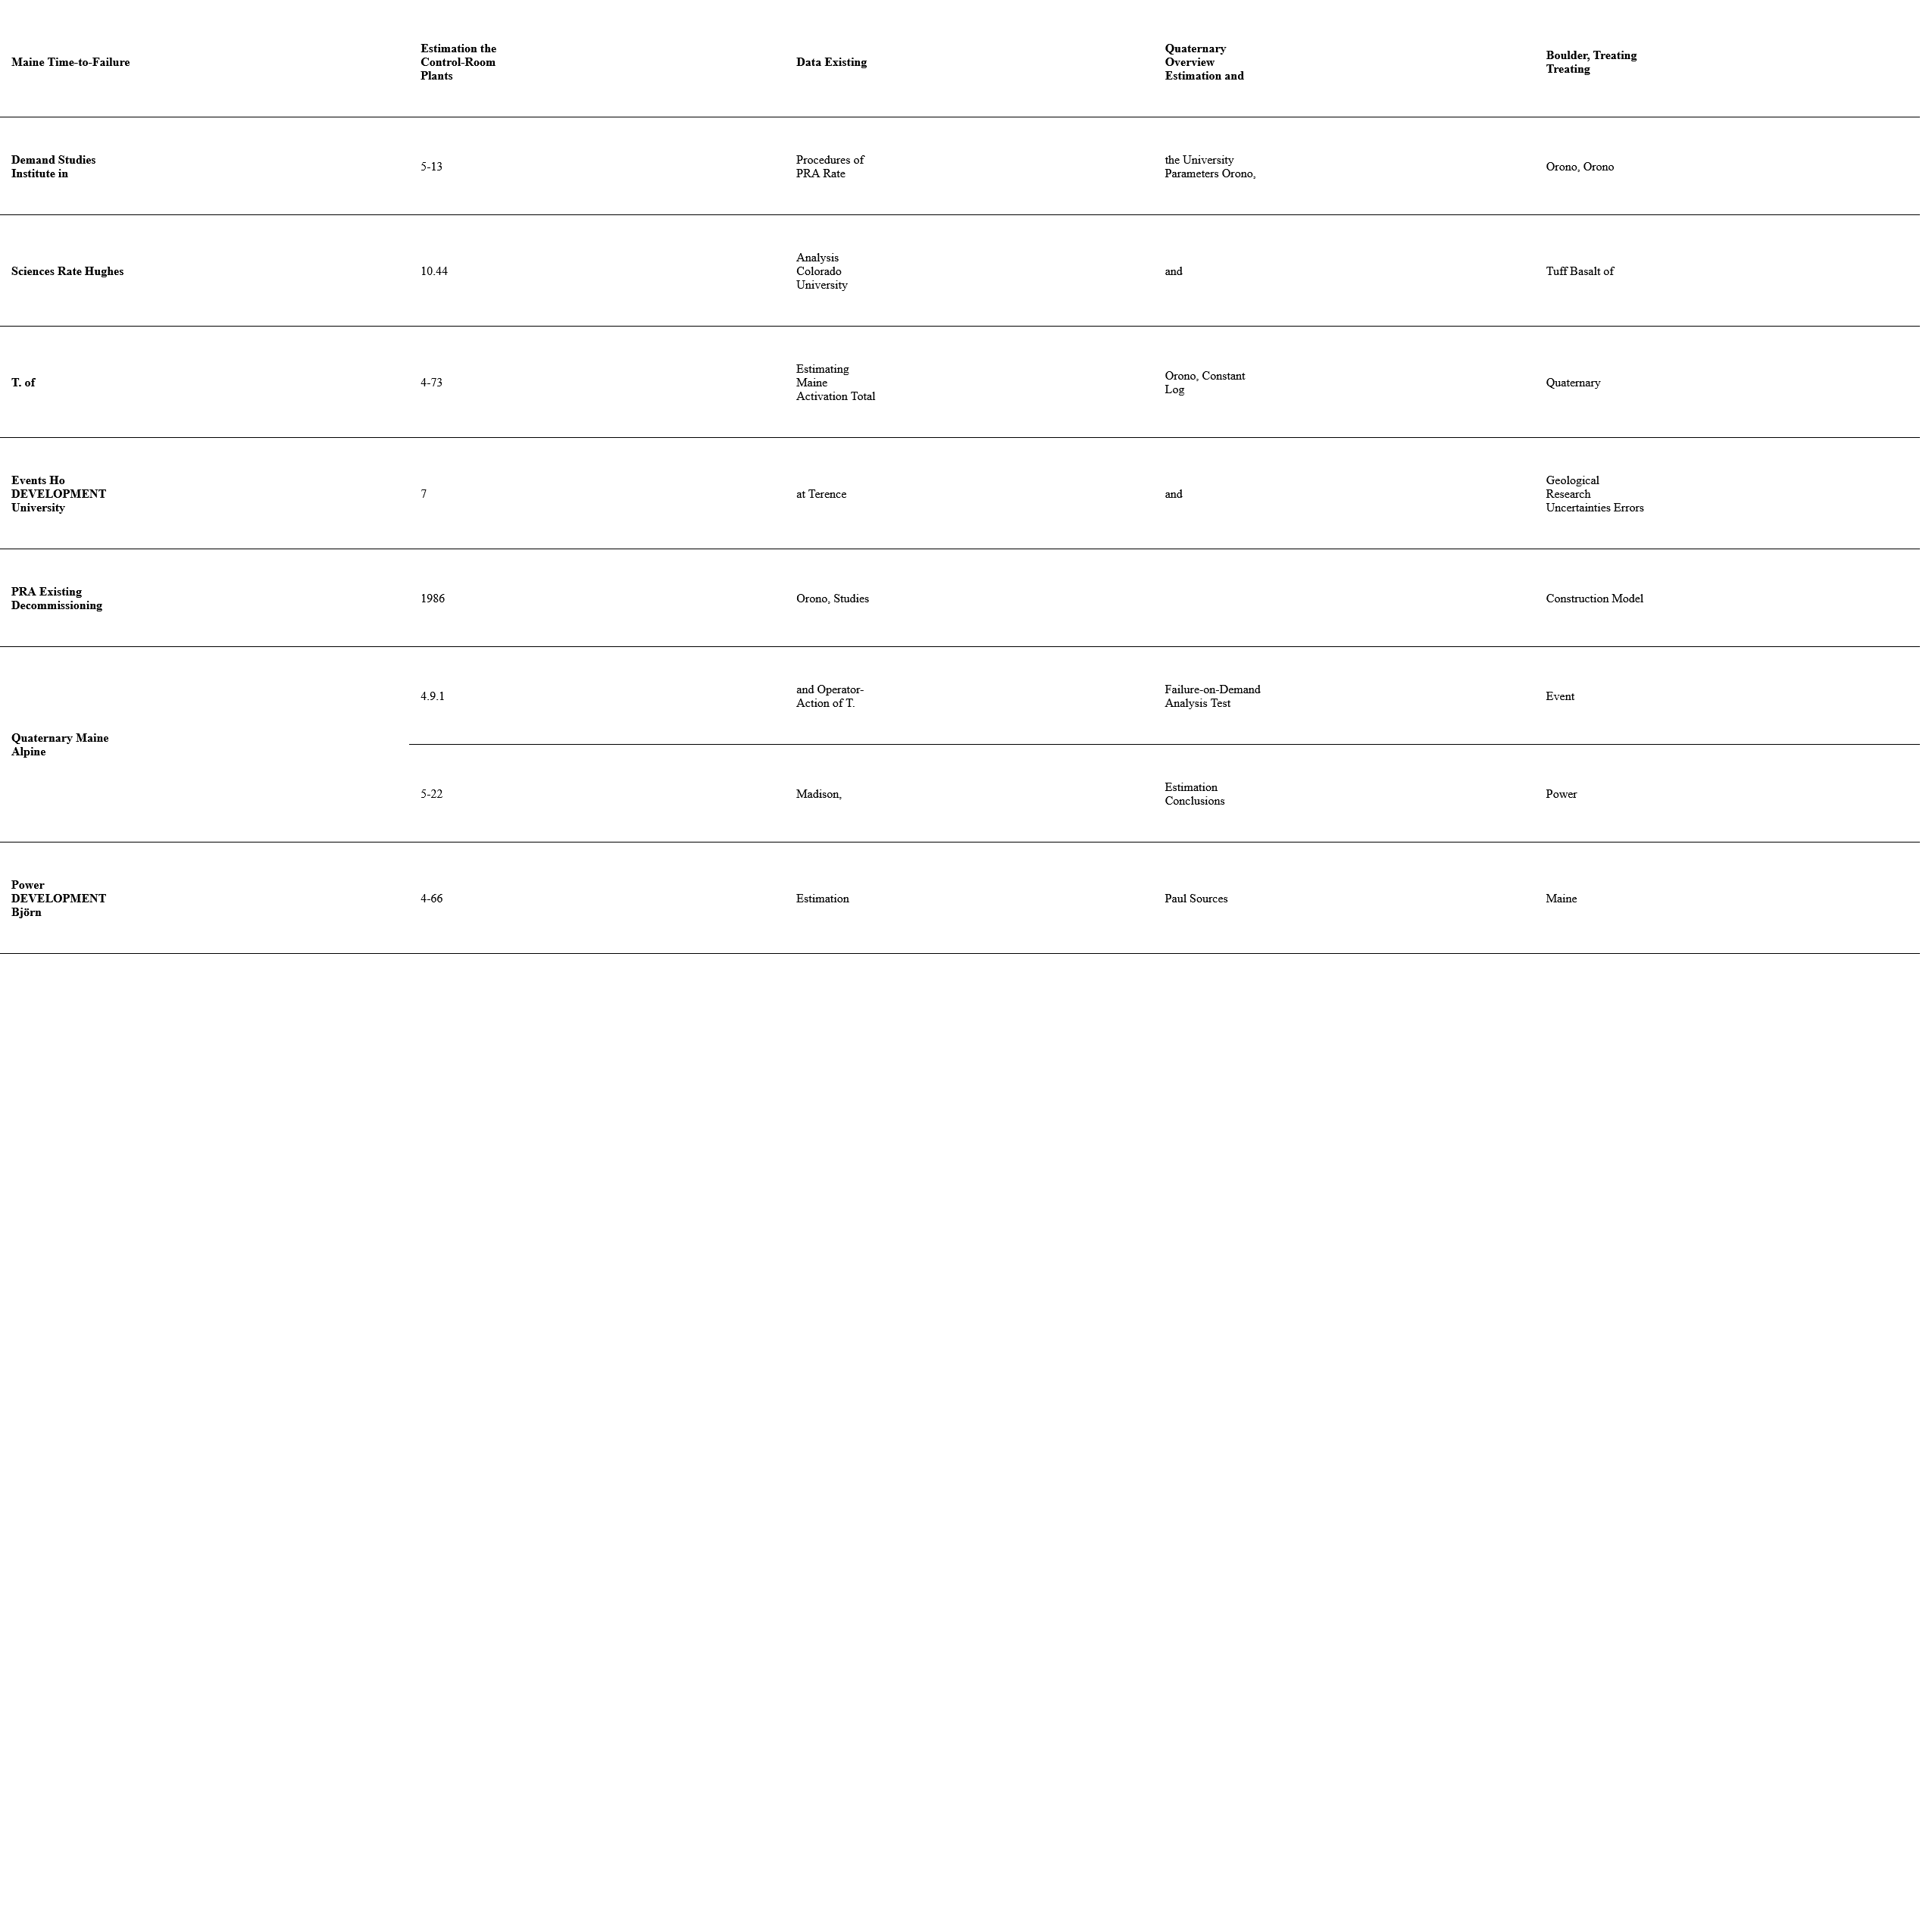 Maine Time-to-Failure
Estimation the
Control-Room
Plants
Data Existing
Quaternary
Overview
Estimation and
Boulder, Treating
Treating
Demand Studies
Institute in
5-13
Procedures of
PRA Rate
the University
Parameters Orono,
Orono, Orono
Sciences Rate Hughes
10.44
Analysis
Colorado
University
and
Tuff Basalt of
T. of
4-73
Estimating
Maine
Activation Total
Orono, Constant
Log
Quaternary
Events Ho
DEVELOPMENT
University
7
at Terence
and
Geological
Research
Uncertainties Errors
PRA Existing
Decommissioning
1986
Orono, Studies
Construction Model
Quaternary Maine
Alpine
4.9.1
and Operator-
Action of T.
Failure-on-Demand
Analysis Test
Event
5-22
Madison,
Estimation
Conclusions
Power
Power
DEVELOPMENT
Björn
4-66
Estimation
Paul Sources
Maine